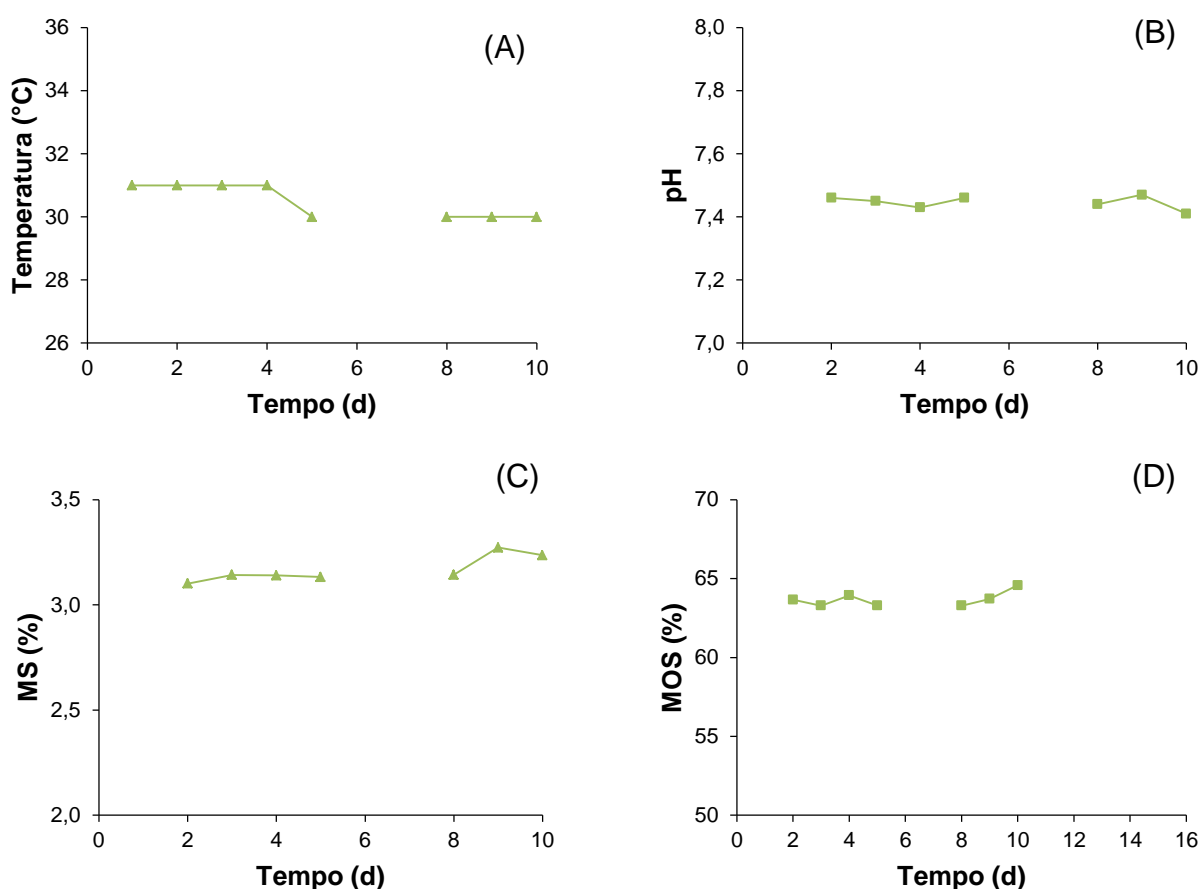 (A)
Temperatura (°C)
36
34
32
30
28
26
0 2 4 6 8 10
Tempo (d)
(B)
pH
8,0
7,8
7,6
7,4
7,2
7,0
0 2 4 6 8 10
Tempo (d)
(C)
MS (%)
3,5
3,0
2,5
2,0
0 2 4 6 8 10
Tempo (d)
(D)
MOS (%)
70
65
60
55
50
0 2 4 6 8 10 12 14 16
Tempo (d)